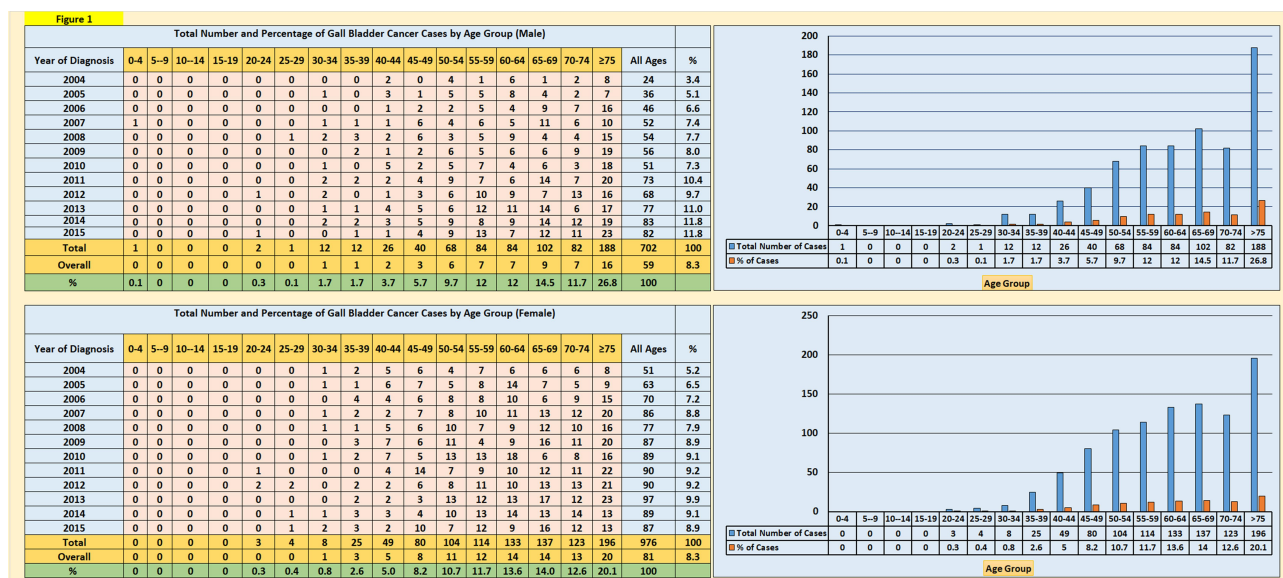 Figure 1
Total Number and Percentage of Gall Bladder Cancer Cases by Age Group (Male)
Year of Diagnosis 0-4 5--9 10--14 15-19 20-24 25-29 30-34 35-39 40-44 45-49 50-54 55-59 60-64 65-69 70-74 ≥75 All Ages %
2004 0 0 0 0 0 0 0 0 2 0 4 1 6 1 2 8 24 3.4
2005 0 0 0 0 0 0 1 0 3 1 5 5 8 4 2 7 36 5.1
2006 0 0 0 0 0 0 0 0 1 2 2 5 4 9 7 16 46 6.6
2007 1 0 0 0 0 0 1 1 1 6 4 6 5 11 6 10 52 7.4
2008 0 0 0 0 0 1 2 3 2 6 3 5 9 4 4 15 54 7.7
2009 0 0 0 0 0 0 0 2 1 2 6 5 6 6 9 19 56 8.0
2010 0 0 0 0 0 0 1 0 5 2 5 7 4 6 3 18 51 7.3
2011 0 0 0 0 0 0 2 2 2 4 9 7 6 14 7 20 73 10.4
2012 0 0 0 0 1 0 2 0 1 3 6 10 9 7 13 16 68 9.7
2013 0 0 0 0 0 0 1 1 4 5 6 12 11 14 6 17 77 11.0
2014 0 0 0 0 0 0 2 2 3 5 9 8 9 14 12 19 83 11.8
2015 0 0 0 0 1 0 0 1 1 4 9 13 7 12 11 23 82 11.8
Total 1 0 0 0 2 1 12 12 26 40 68 84 84 102 82 188 702 100
Overall 0 0 0 0 0 0 1 1 2 3 6 7 7 9 7 16 59 8.3
% 0.1 0 0 0 0.3 0.1 1.7 1.7 3.7 5.7 9.7 12 12 14.5 11.7 26.8 100
200
180
160
140
120
100
80
60
40
20
0
0-4 5--9 10--14 15-19 20-24 25-29 30-34 35-39 40-44 45-49 50-54 55-59 60-64 65-69 70-74 >75
Total Number of Cases 1 0 0 0 2 1 12 12 26 40 68 84 84 102 82 188
% of Cases 0.1 0 0 0 0.3 0.1 1.7 1.7 3.7 5.7 9.7 12 12 14.5 11.7 26.8
Age Group
Total Number and Percentage of Gall Bladder Cancer Cases by Age Group (Female)
Year of Diagnosis 0-4 5--9 10--14 15-19 20-24 25-29 30-34 35-39 40-44 45-49 50-54 55-59 60-64 65-69 70-74 ≥75 All Ages %
2004 0 0 0 0 0 0 1 2 5 6 4 7 6 6 6 8 51 5.2
2005 0 0 0 0 0 0 1 1 6 7 5 8 14 7 5 9 63 6.5
2006 0 0 0 0 0 0 0 4 4 6 8 8 10 6 9 15 70 7.2
2007 0 0 0 0 0 0 1 2 2 7 8 10 11 13 12 20 86 8.8
2008 0 0 0 0 0 0 1 1 5 6 10 7 9 12 10 16 77 7.9
2009 0 0 0 0 0 0 0 3 7 6 11 4 9 16 11 20 87 8.9
2010 0 0 0 0 0 0 1 2 7 5 13 13 18 6 8 16 89 9.1
2011 0 0 0 0 1 0 0 0 4 14 7 9 10 12 11 22 90 9.2
2012 0 0 0 0 2 2 0 2 2 6 8 11 10 13 13 21 90 9.2
2013 0 0 0 0 0 0 0 2 2 3 13 12 13 17 12 23 97 9.9
2014 0 0 0 0 0 1 1 3 3 4 10 13 14 13 14 13 89 9.1
2015 0 0 0 0 0 1 2 3 2 10 7 12 9 16 12 13 87 8.9
Total 0 0 0 0 3 4 8 25 49 80 104 114 133 137 123 196 976 100
Overall 0 0 0 0 0 0 1 3 5 8 11 12 14 14 13 20 81 8.3
% 0 0 0 0 0.3 0.4 0.8 2.6 5.0 8.2 10.7 11.7 13.6 14.0 12.6 20.1 100
250
200
150
100
50
0
0-4 5--9 10--14 15-19 20-24 25-29 30-34 35-39 40-44 45-49 50-54 55-59 60-64 65-69 70-74 >75
Total Number of Cases 0 0 0 0 3 4 8 25 49 80 104 114 133 137 123 196
% of Cases 0 0 0 0 0.3 0.4 0.8 2.6 5 8.2 10.7 11.7 13.6 14 12.6 20.1
Age Group